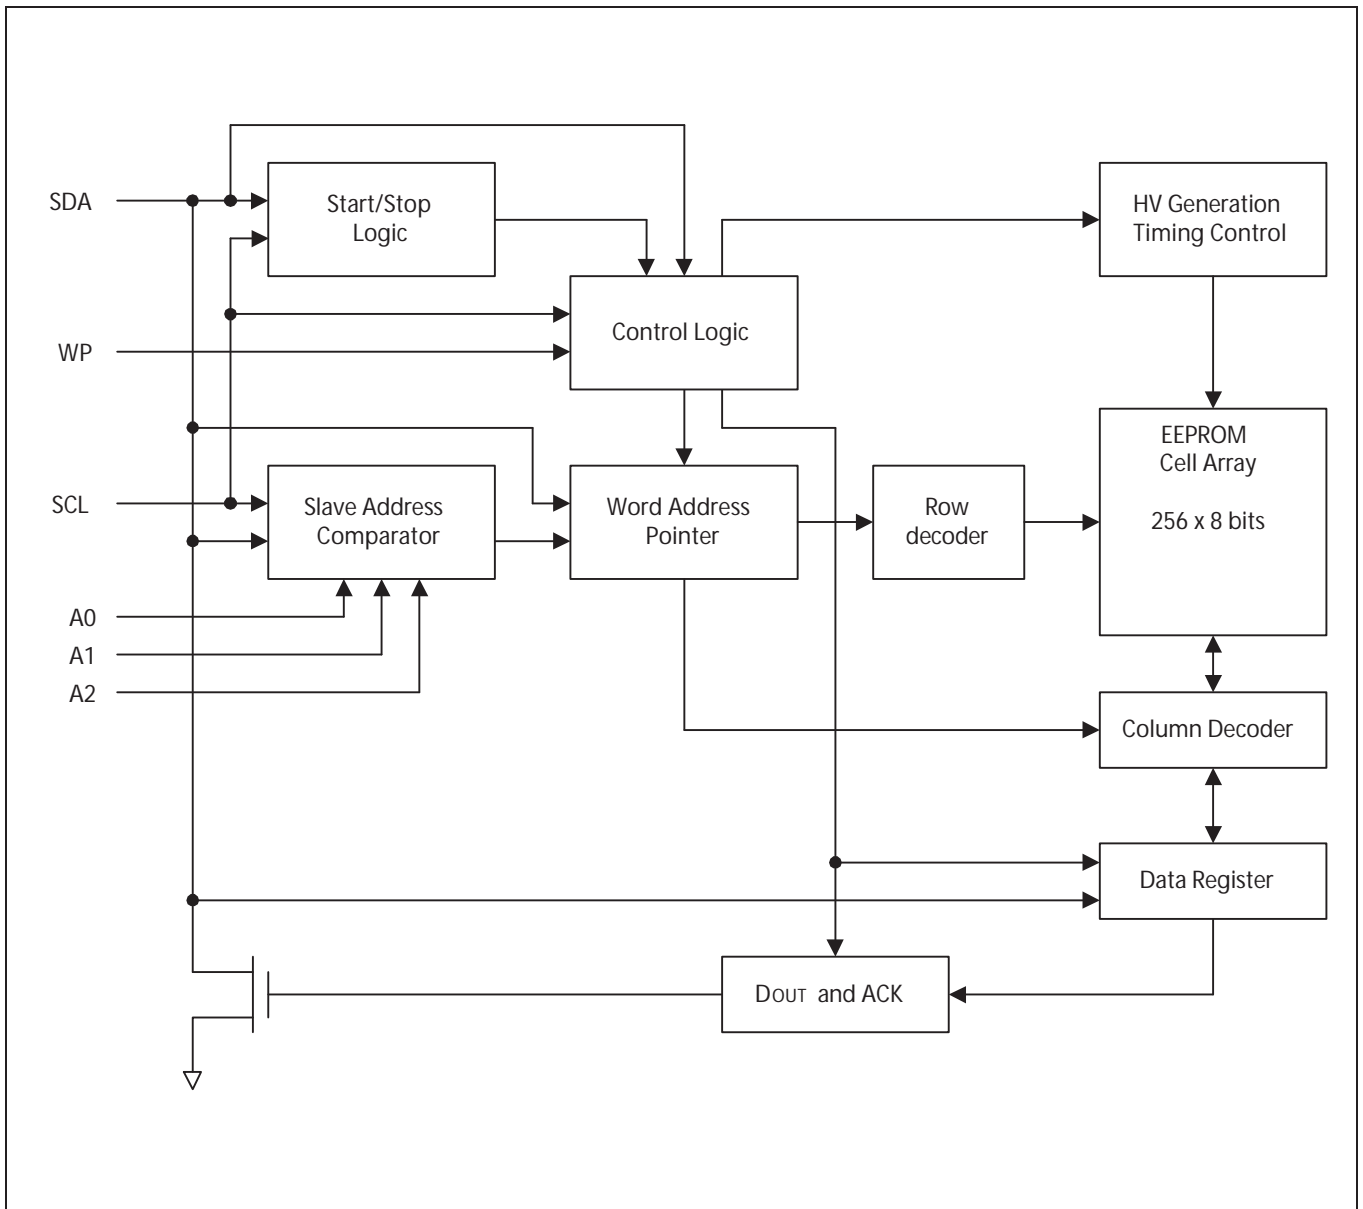 SDA
Start/Stop
Logic
HV Generation
Timing Control
Control Logic
WP
EEPROM
Cell Array
256 x 8 bits
SCL
Slave Address
Comparator
Word Address
Pointer
Row
decoder
A0
A1
A2
Column Decoder
Data Register
DOUT and ACK